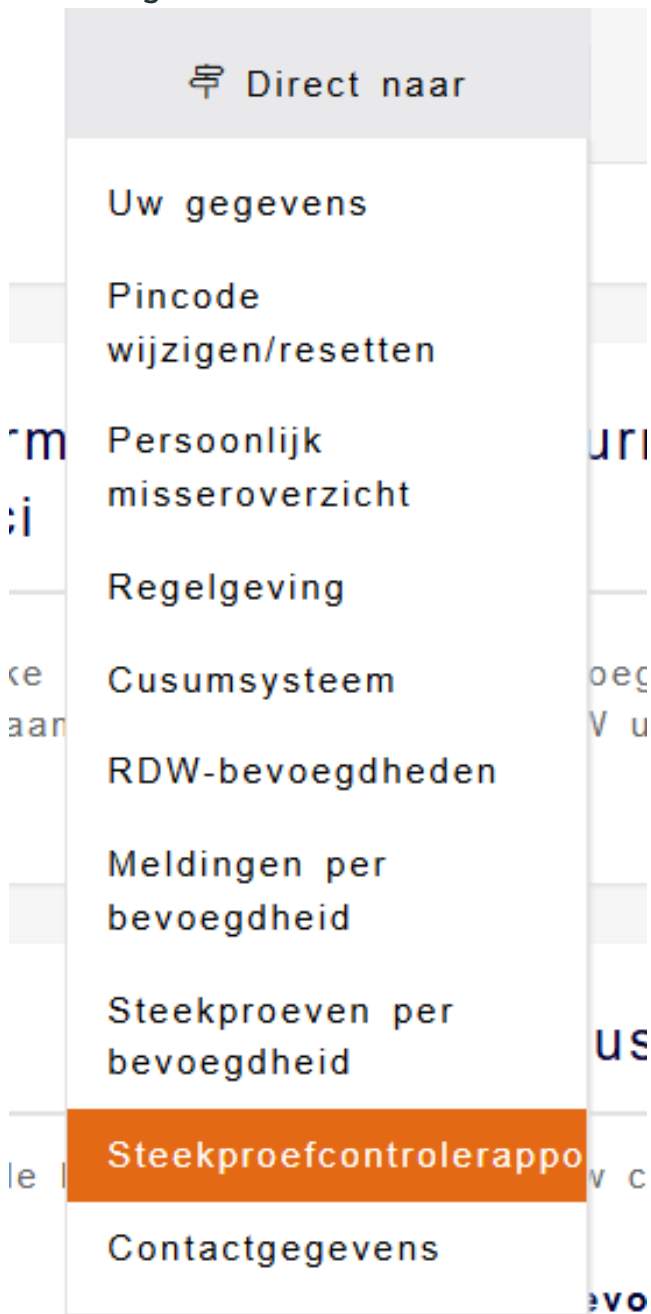 Direct naar
Uw gegevens
Pincode
wijzigen/resetten
Persoonlijk
misseroverzicht
Regelgeving
Cusumsysteem
RDW-bevoegdheden
Meldingen per
bevoegdheid
Steekproeven per
bevoegdheid
Steekproefcontrolerappo
Contactgegevens